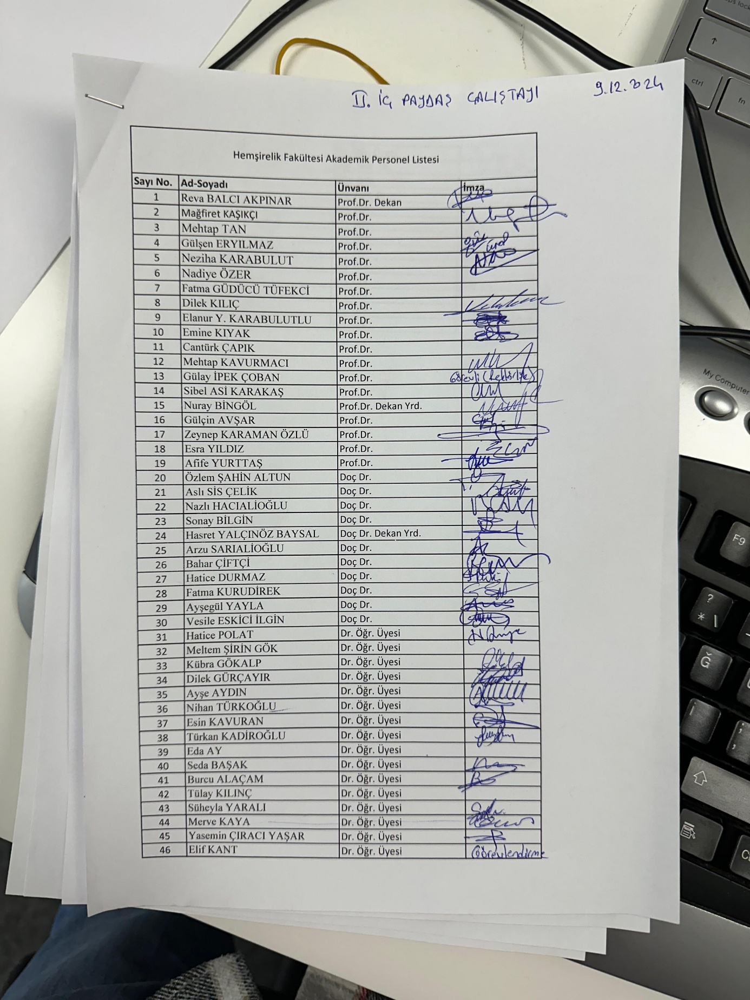 II. İÇ PAYDAŞ ÇALIŞTAYI 9.12.2024
Hemşirelik Fakültesi Akademik Personel Listesi
Sayı No. Ad-Soyadı Ünvanı İmza
1 Reva BALCI AKPINAR Prof.Dr. Dekan
2 Mağfiret KAŞIKÇI Prof.Dr.
3 Mehtap TAN Prof.Dr.
4 Gülşen ERYILMAZ Prof.Dr.
5 Neziha KARABULUT Prof.Dr.
6 Nadiye ÖZER Prof.Dr.
7 Fatma GÜDÜCÜ TÜFEKCİ Prof.Dr.
8 Dilek KILIÇ Prof.Dr.
9 Elanur Y. KARABULUTLU Prof.Dr.
10 Emine KIYAK Prof.Dr.
11 Cantürk ÇAPIK Prof.Dr.
12 Mehtap KAVURMACI Prof.Dr.
13 Gülay İPEK ÇOBAN Prof.Dr. Görevli (Rektörlük)
14 Sibel ASİ KARAKAŞ Prof.Dr.
15 Nuray BİNGÖL Prof.Dr. Dekan Yrd.
16 Gülçin AVŞAR Prof.Dr.
17 Zeynep KARAMAN ÖZLÜ Prof.Dr.
18 Esra YILDIZ Prof.Dr.
19 Afife YURTTAŞ Prof.Dr.
20 Özlem ŞAHİN ALTUN Doç Dr.
21 Aslı SİS ÇELİK Doç Dr.
22 Nazlı HACIALİOĞLU Doç Dr.
23 Sonay BİLGİN Doç Dr.
24 Hasret YALÇINÖZ BAYSAL Doç Dr. Dekan Yrd.
25 Arzu SARIALİOĞLU Doç Dr.
26 Bahar ÇİFTÇİ Doç Dr.
27 Hatice DURMAZ Doç Dr.
28 Fatma KURUDİREK Doç Dr.
29 Ayşegül YAYLA Doç Dr.
30 Vesile ESKİCİ İLGİN Doç Dr.
31 Hatice POLAT Dr. Öğr. Üyesi
32 Meltem ŞİRİN GÖK Dr. Öğr. Üyesi
33 Kübra GÖKALP Dr. Öğr. Üyesi
34 Dilek GÜRÇAYIR Dr. Öğr. Üyesi
35 Ayşe AYDIN Dr. Öğr. Üyesi
36 Nihan TÜRKOĞLU Dr. Öğr. Üyesi
37 Esin KAVURAN Dr. Öğr. Üyesi
38 Türkan KADİROĞLU Dr. Öğr. Üyesi
39 Eda AY Dr. Öğr. Üyesi
40 Seda BAŞAK Dr. Öğr. Üyesi
41 Burcu ALAÇAM Dr. Öğr. Üyesi
42 Tülay KILINÇ Dr. Öğr. Üyesi
43 Süheyla YARALI Dr. Öğr. Üyesi
44 Merve KAYA Dr. Öğr. Üyesi
45 Yasemin ÇIRACI YAŞAR Dr. Öğr. Üyesi
46 Elif KANT Dr. Öğr. Üyesi Görevlendirme
ctrl
fn
My Computer
F9
?
* \
Ğ